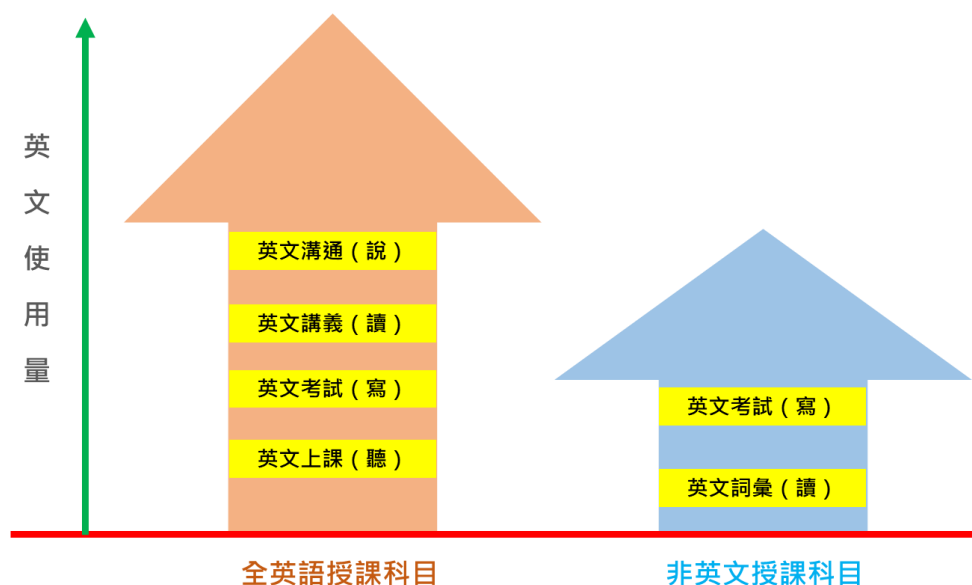 英文使用量
英文溝通（說）
英文講義（讀）
英文考試（寫）
英文上課（聽）
英文考試（寫）
英文詞彙（讀）
全英語授課科目
非英文授課科目